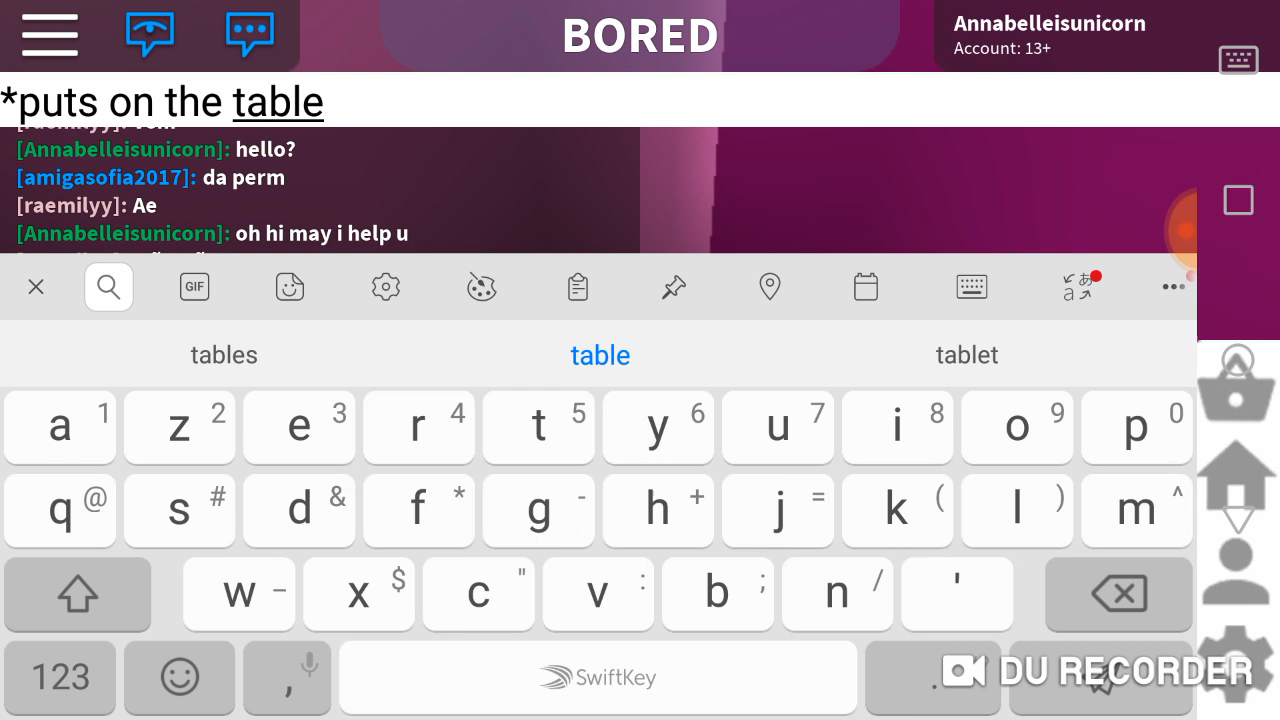 BORED
Annabelleisunicorn
Account: 13+
*puts on the table
[Annabelleisunicorn]: hello?
[amigasofia2017]: da perm
[raemilyy]: Ae
[Annabelleisunicorn]: oh hi may i help u
GIF
tables table tablet
a 1 z 2 e 3 r 4 t 5 y 6 u 7 i 8 o 9 p 0
q @ s # d & f * g - h + j = k ( l ) m ^
w – x $ c " v : b ; n / '
123 , SwiftKey .
DU RECORDER